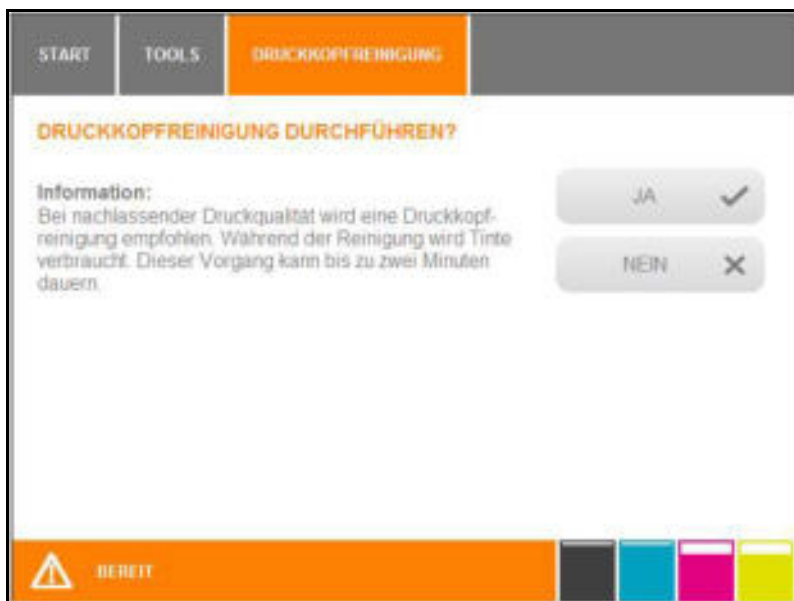 START
TOOLS
DRUCKKOPFREINIGUNG
DRUCKKOPFREINIGUNG DURCHFÜHREN?
Information:
Bei nachlassender Druckqualität wird eine Druckkopf-
reinigung empfohlen. Während der Reinigung wird Tinte
verbraucht. Dieser Vorgang kann bis zu zwei Minuten
dauern.
JA
NEIN
BEREIT